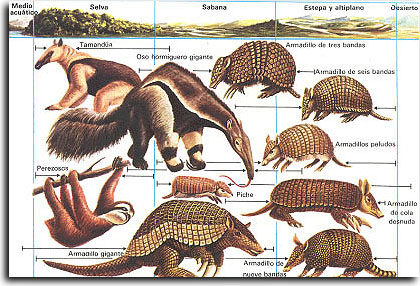 Medio
acuático
Selva
Sabana
Estepa y altiplano
Desierto
Tamandúa
Oso hormiguero gigante
Armadillo de tres bandas
Armadillo de seis bandas
Armadillos peludos
Perezosos
Piche
Armadillo
de cola
desnuda
Armadillo gigante
Armadillo de
nueve bandas